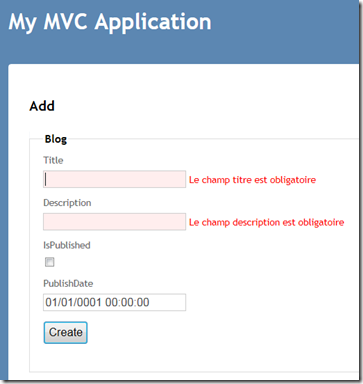 My MVC Application
Add
Blog
Title
Le champ titre est obligatoire
Description
Le champ description est obligatoire
IsPublished
PublishDate
01/01/0001 00:00:00
Create